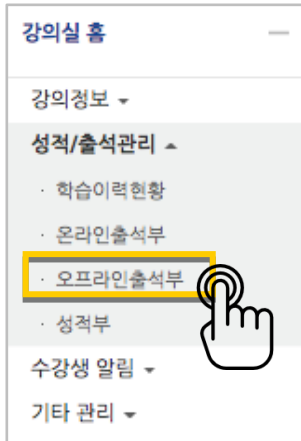 강의실 홈
강의정보
성적/출석관리
· 학습이력현황
· 온라인출석부
· 오프라인출석부
· 성적부
수강생 알림
기타 관리